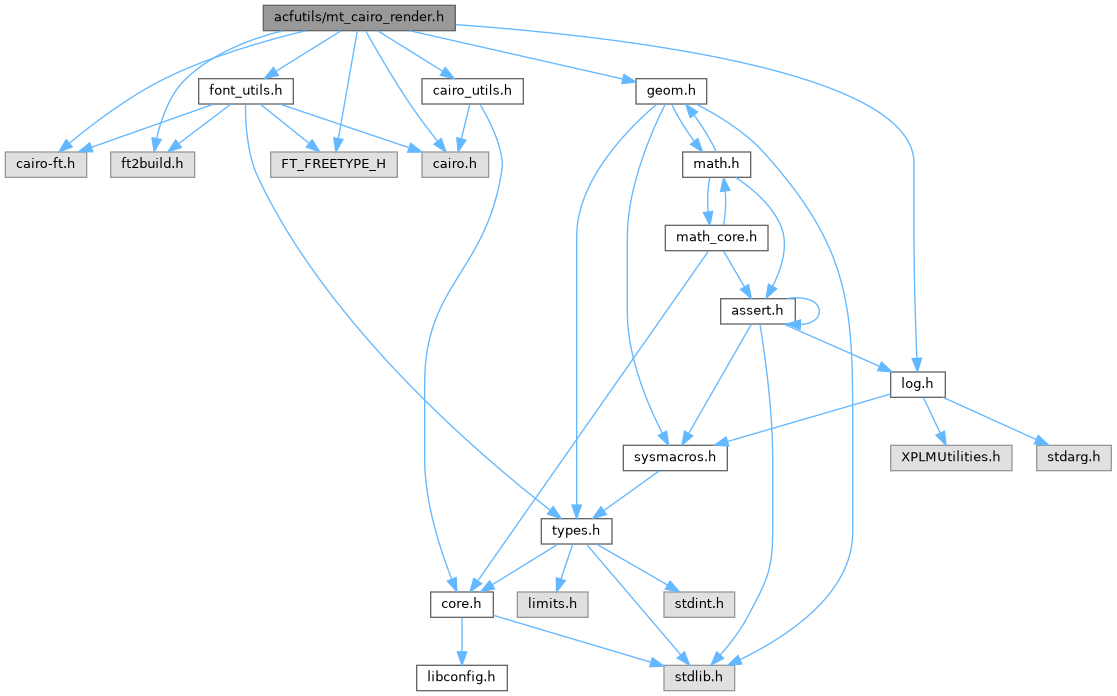 acfutils/mt_cairo_render.h
font_utils.h
cairo_utils.h
geom.h
cairo-ft.h
ft2build.h
FT_FREETYPE_H
cairo.h
math.h
math_core.h
assert.h
log.h
sysmacros.h
XPLMUtilities.h
stdarg.h
types.h
core.h
limits.h
stdint.h
libconfig.h
stdlib.h